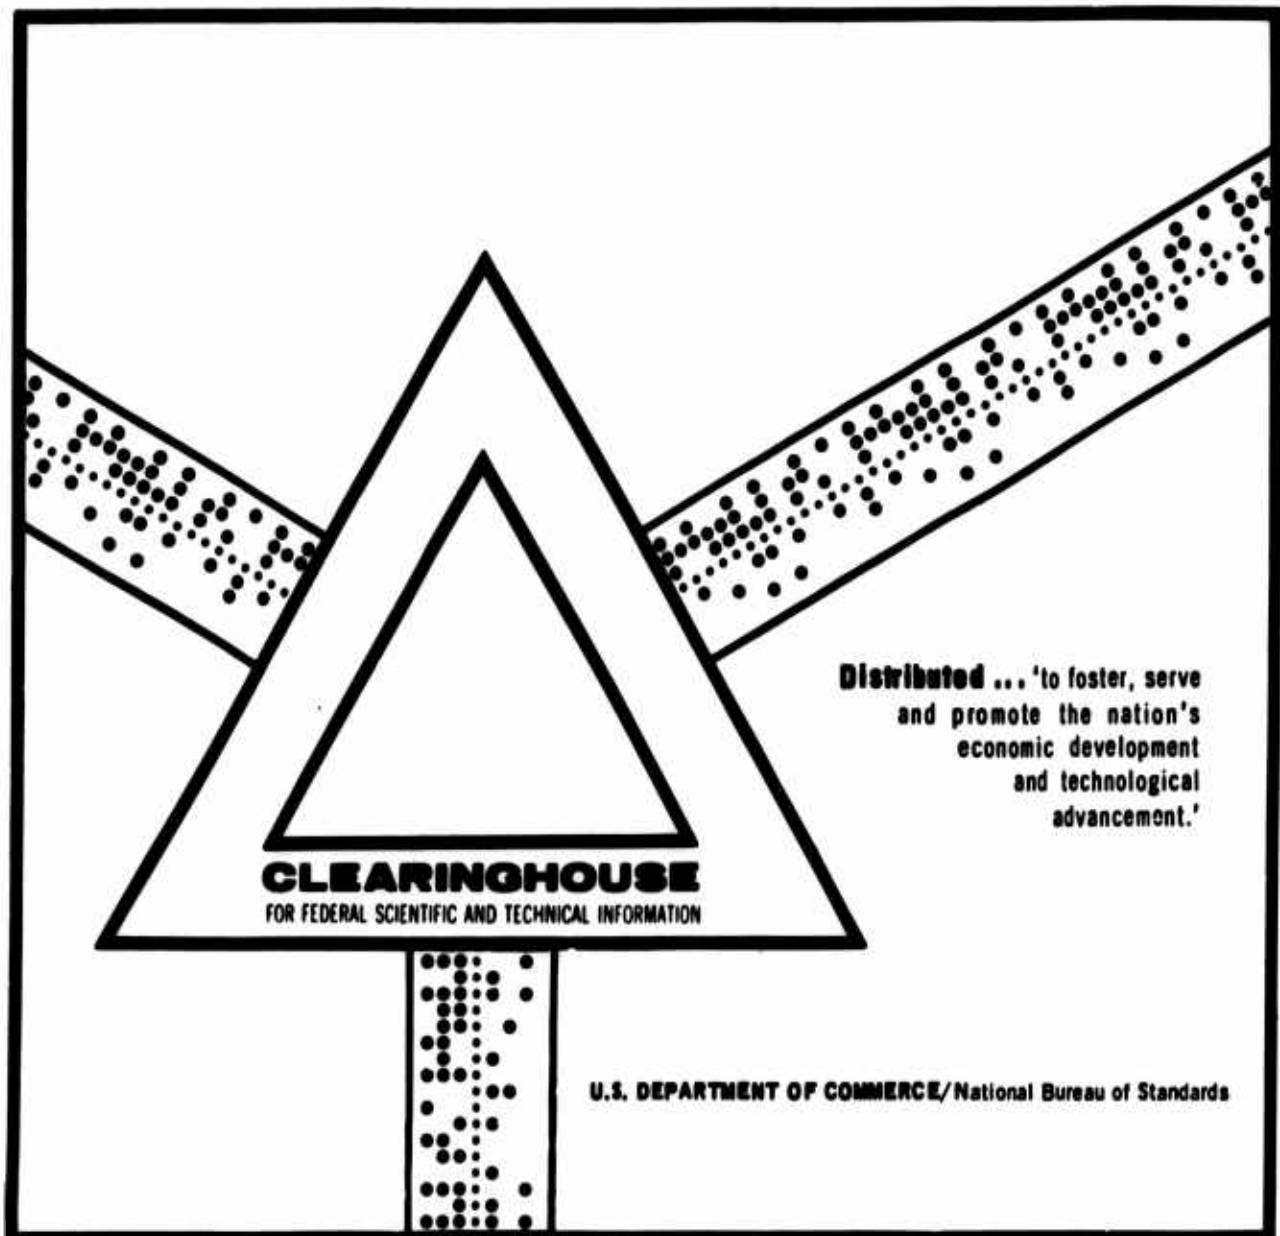 Distributed ... 'to foster, serve
and promote the nation's
economic development
and technological
advancement.'
CLEARINGHOUSE
FOR FEDERAL SCIENTIFIC AND TECHNICAL INFORMATION
U.S. DEPARTMENT OF COMMERCE/National Bureau of Standards